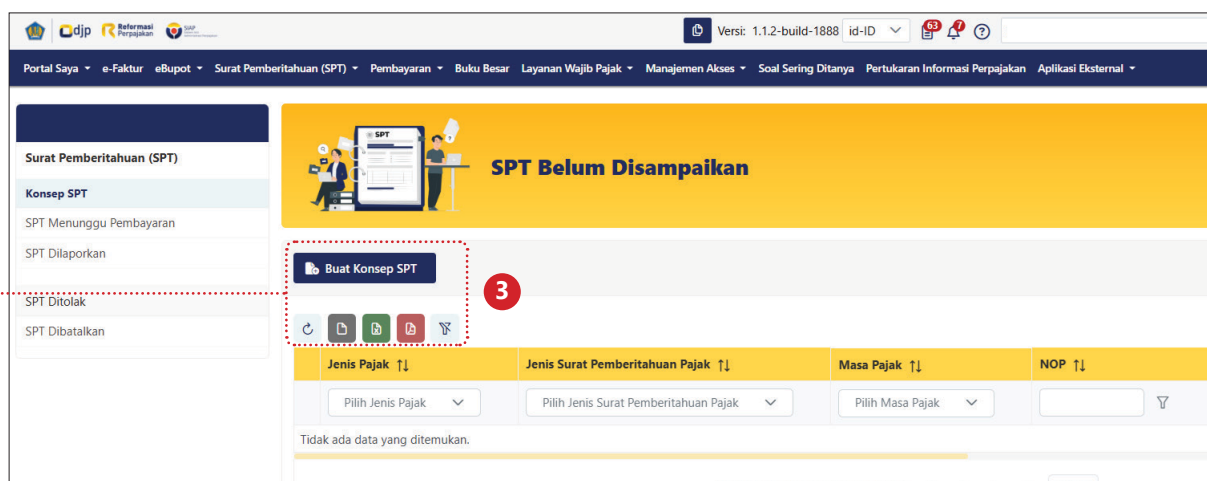 djp Reformasi Perpajakan SIAP
Versi: 1.1.2-build-1888 id-ID 63
Portal Saya e-Faktur eBupot Surat Pemberitahuan (SPT) Pembayaran Buku Besar Layanan Wajib Pajak Manajemen Akses Soal Sering Ditanya Pertukaran Informasi Perpajakan Aplikasi Eksternal
Surat Pemberitahuan (SPT)
Konsep SPT
SPT Menunggu Pembayaran
SPT Dilaporkan
SPT Ditolak
SPT Dibatalkan
SPT
SPT Belum Disampaikan
Buat Konsep SPT
3
Jenis Pajak Jenis Surat Pemberitahuan Pajak Masa Pajak NOP
Pilih Jenis Pajak Pilih Jenis Surat Pemberitahuan Pajak Pilih Masa Pajak
Tidak ada data yang ditemukan.